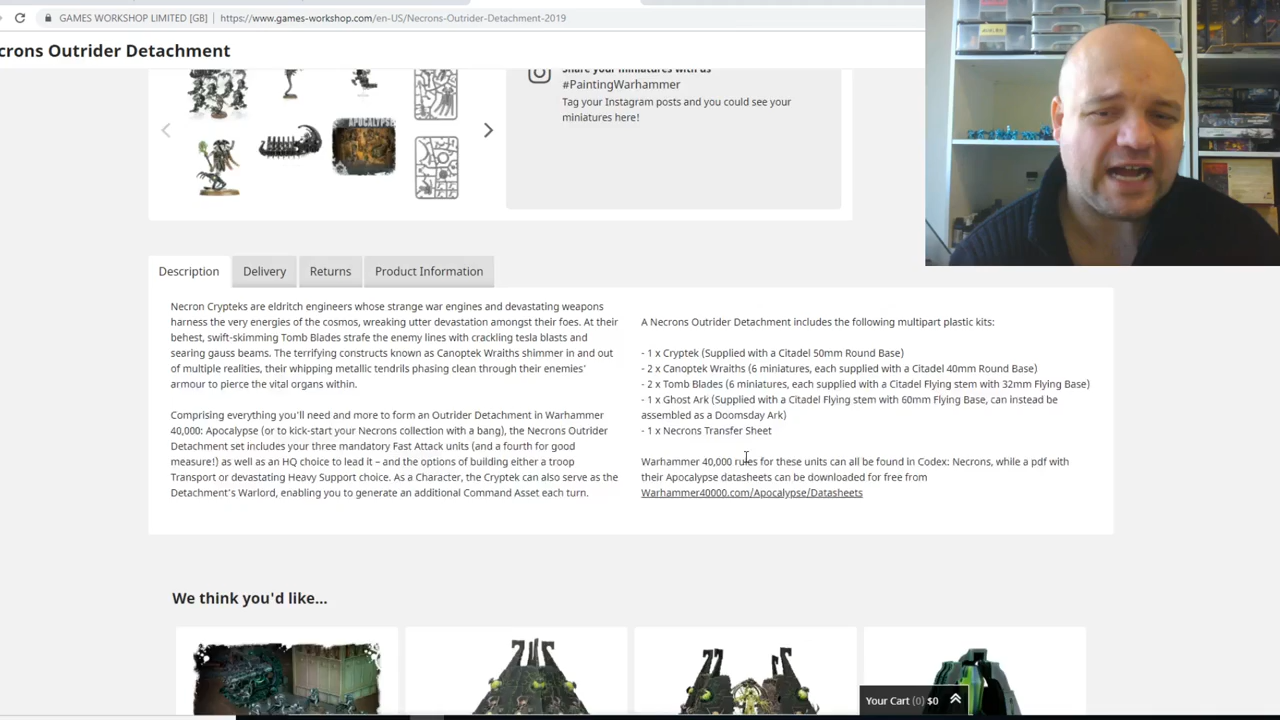 GAMES WORKSHOP LIMITED [GB]
https://www.games-workshop.com/en-US/Necrons-Outrider-Detachment-2019
crons Outrider Detachment
Share your miniatures with us
#PaintingWarhammer
Tag your Instagram posts and you could see your
miniatures here!
APOCALYPSE
Description
Delivery
Returns
Product Information
Necron Crypteks are eldritch engineers whose strange war engines and devastating weapons
harness the very energies of the cosmos, wreaking utter devastation amongst their foes. At their
behest, swift-skimming Tomb Blades strafe the enemy lines with crackling tesla blasts and
searing gauss beams. The terrifying constructs known as Canoptek Wraiths shimmer in and out
of multiple realities, their whipping metallic tendrils phasing clean through their enemies'
armour to pierce the vital organs within.
Comprising everything you'll need and more to form an Outrider Detachment in Warhammer
40,000: Apocalypse (or to kick-start your Necrons collection with a bang), the Necrons Outrider
Detachment set includes your three mandatory Fast Attack units (and a fourth for good
measure!) as well as an HQ choice to lead it – and the options of building either a troop
Transport or devastating Heavy Support choice. As a Character, the Cryptek can also serve as the
Detachment's Warlord, enabling you to generate an additional Command Asset each turn.
A Necrons Outrider Detachment includes the following multipart plastic kits:
- 1 x Cryptek (Supplied with a Citadel 50mm Round Base)
- 2 x Canoptek Wraiths (6 miniatures, each supplied with a Citadel 40mm Round Base)
- 2 x Tomb Blades (6 miniatures, each supplied with a Citadel Flying stem with 32mm Flying Base)
- 1 x Ghost Ark (Supplied with a Citadel Flying stem with 60mm Flying Base, can instead be
assembled as a Doomsday Ark)
- 1 x Necrons Transfer Sheet
Warhammer 40,000 rules for these units can all be found in Codex: Necrons, while a pdf with
their Apocalypse datasheets can be downloaded for free from
Warhammer40000.com/Apocalypse/Datasheets
We think you'd like...
Your Cart (0) $0